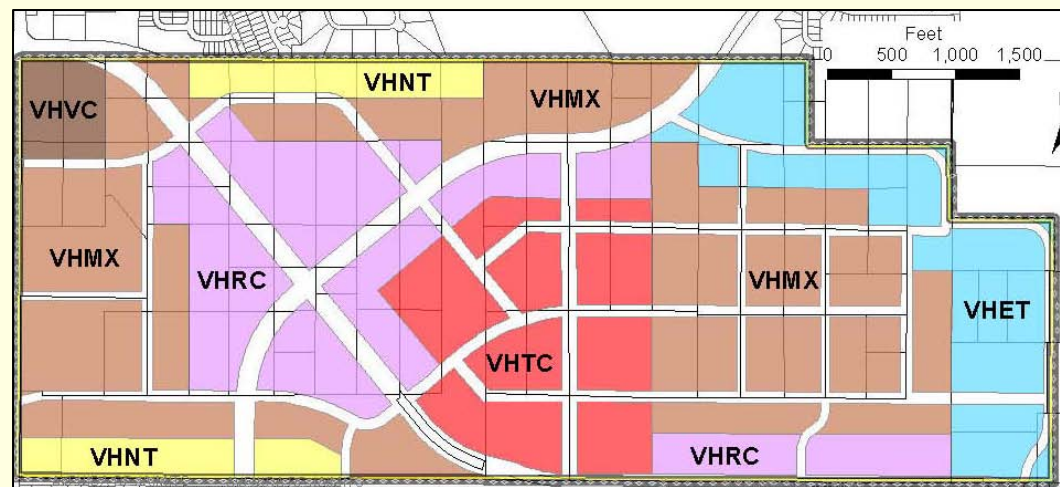 Feet
0 500 1,000 1,500
VHNT
VHMX
VHVC
VHMX
VHRC
VHMX
VHET
VHTC
VHNT
VHRC